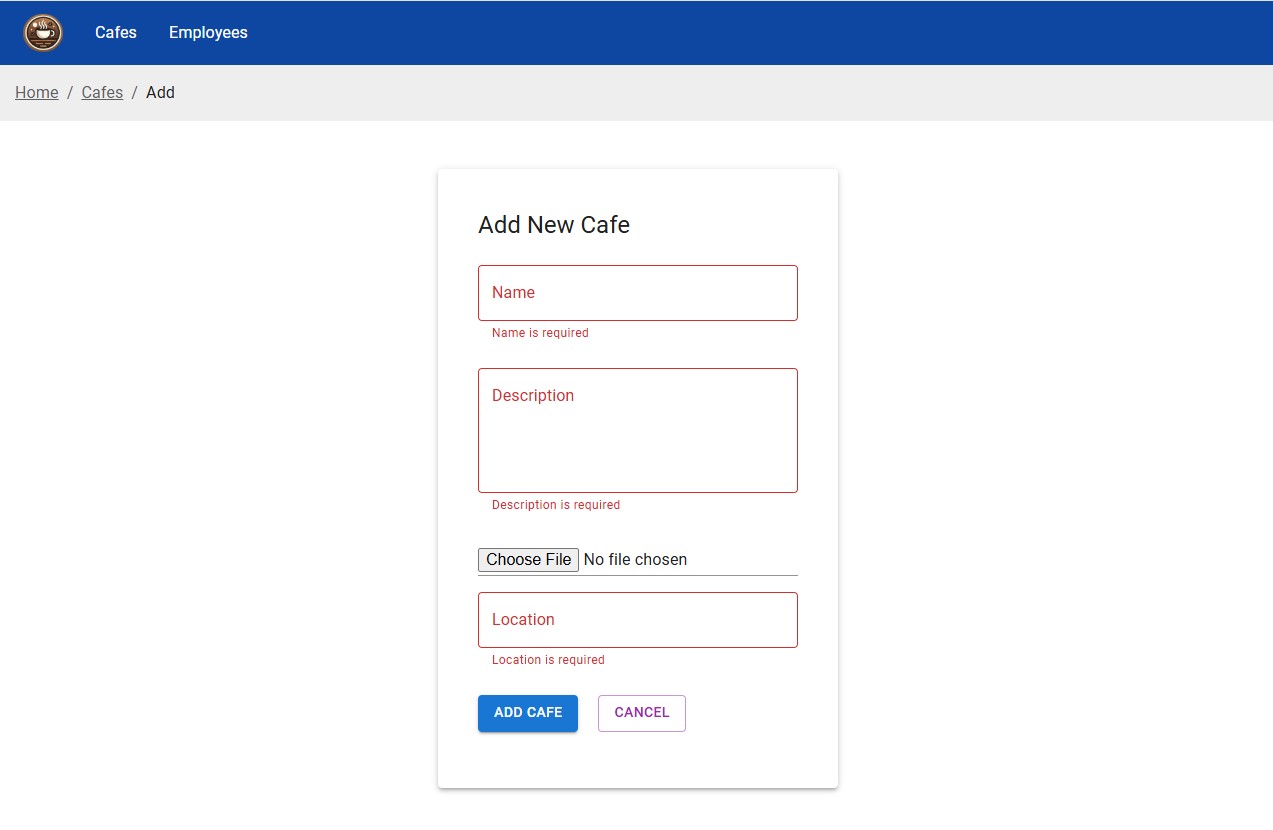 Cafes Employees
Home / Cafes / Add
Add New Cafe
Name
Name is required
Description
Description is required
Choose File No file chosen
Location
Location is required
ADD CAFE CANCEL